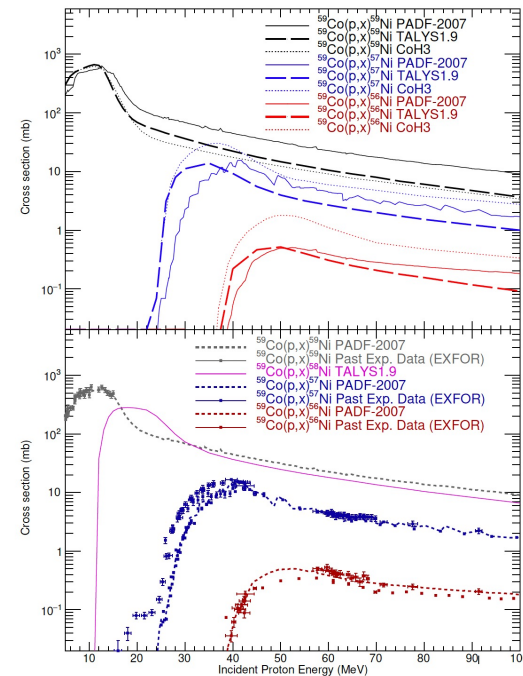 ⁵⁹Co(p,x)⁵⁹Ni PADF-2007
⁵⁹Co(p,x)⁵⁹Ni TALYS1.9
⁵⁹Co(p,x)⁵⁹Ni CoH3
⁵⁹Co(p,x)⁵⁷Ni PADF-2007
⁵⁹Co(p,x)⁵⁷Ni TALYS1.9
⁵⁹Co(p,x)⁵⁷Ni CoH3
⁵⁹Co(p,x)⁵⁶Ni PADF-2007
⁵⁹Co(p,x)⁵⁶Ni TALYS1.9
⁵⁹Co(p,x)⁵⁶Ni CoH3
10³
10²
10
1
10⁻¹
Cross section (mb)
⁵⁹Co(p,x)⁵⁹Ni PADF-2007
⁵⁹Co(p,x)⁵⁹Ni Past Exp. Data (EXFOR)
⁵⁹Co(p,x)⁵⁸Ni TALYS1.9
⁵⁹Co(p,x)⁵⁷Ni PADF-2007
⁵⁹Co(p,x)⁵⁷Ni Past Exp. Data (EXFOR)
⁵⁹Co(p,x)⁵⁶Ni PADF-2007
⁵⁹Co(p,x)⁵⁶Ni Past Exp. Data (EXFOR)
10³
10²
10
1
10⁻¹
Cross section (mb)
10 20 30 40 50 60 70 80 90 10
Incident Proton Energy (MeV)